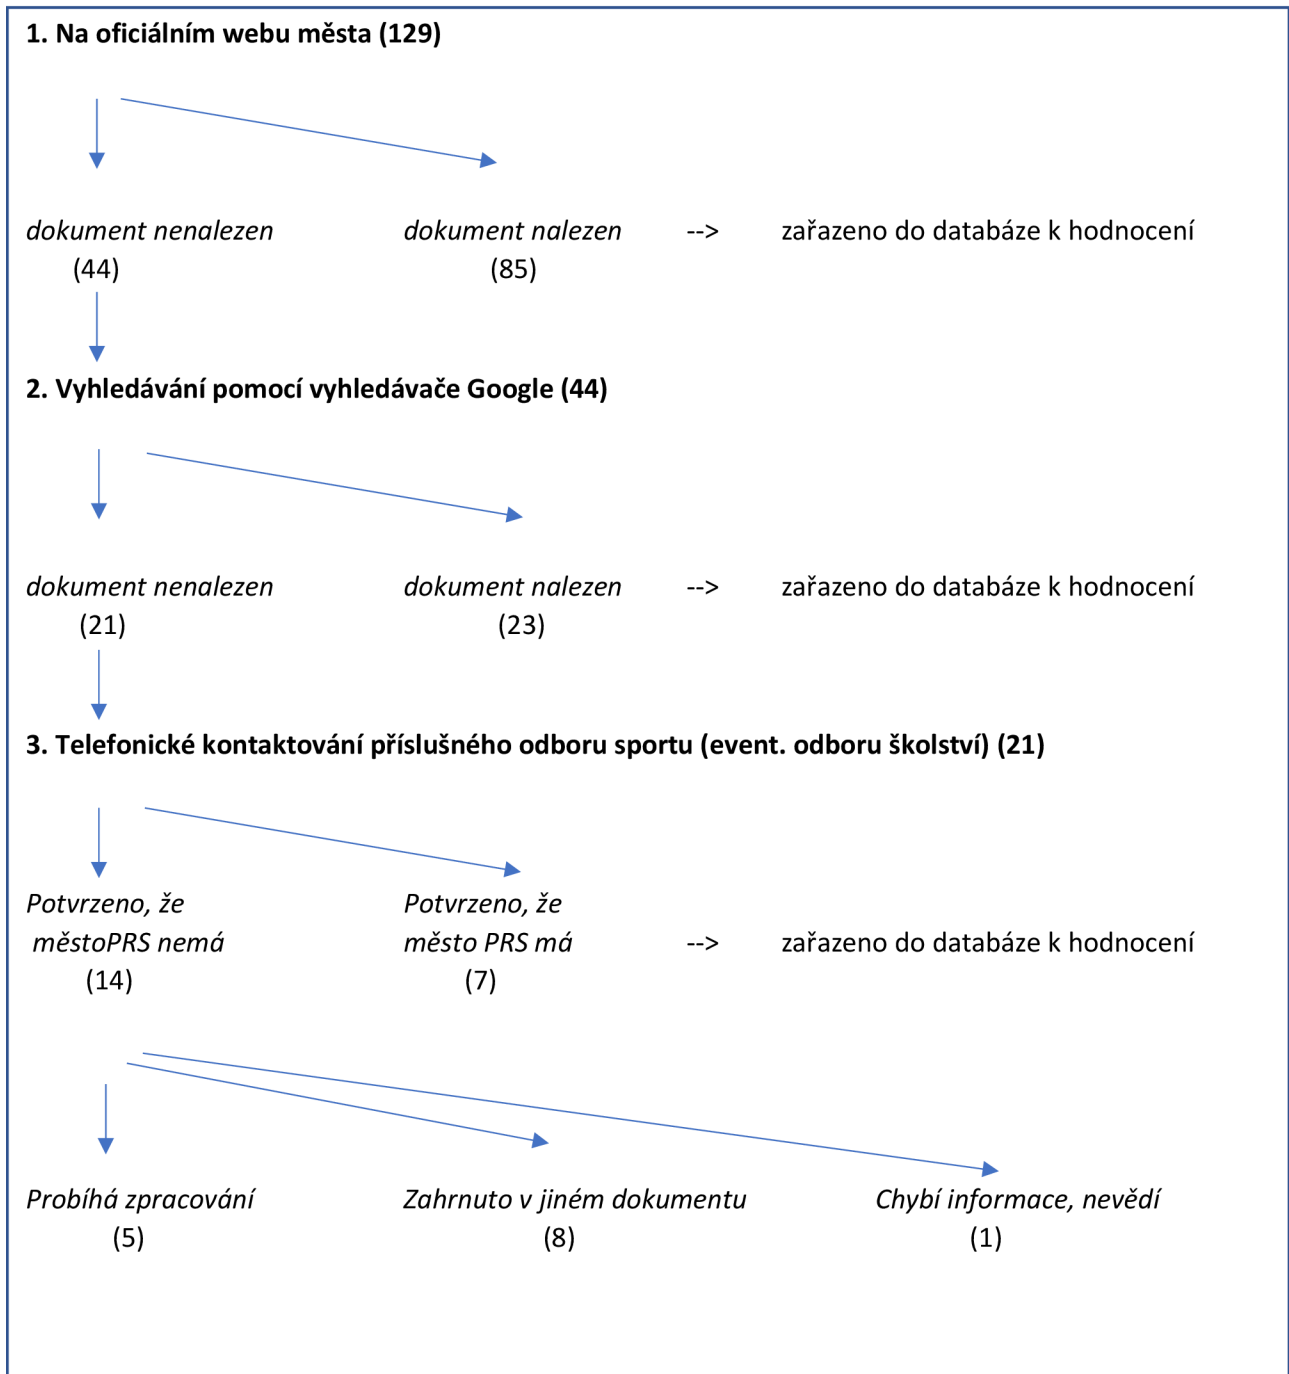 1. Na oficiálním webu města (129)
dokument nenalezen dokument nalezen --> zařazeno do databáze k hodnocení
(44) (85)
2. Vyhledávání pomocí vyhledávače Google (44)
dokument nenalezen dokument nalezen --> zařazeno do databáze k hodnocení
(21) (23)
3. Telefonické kontaktování příslušného odboru sportu (event. odboru školství) (21)
Potvrzeno, že Potvrzeno, že
městoPRS nemá město PRS má --> zařazeno do databáze k hodnocení
(14) (7)
Probíhá zpracování Zahrnuto v jiném dokumentu Chybí informace, nevědí
(5) (8) (1)